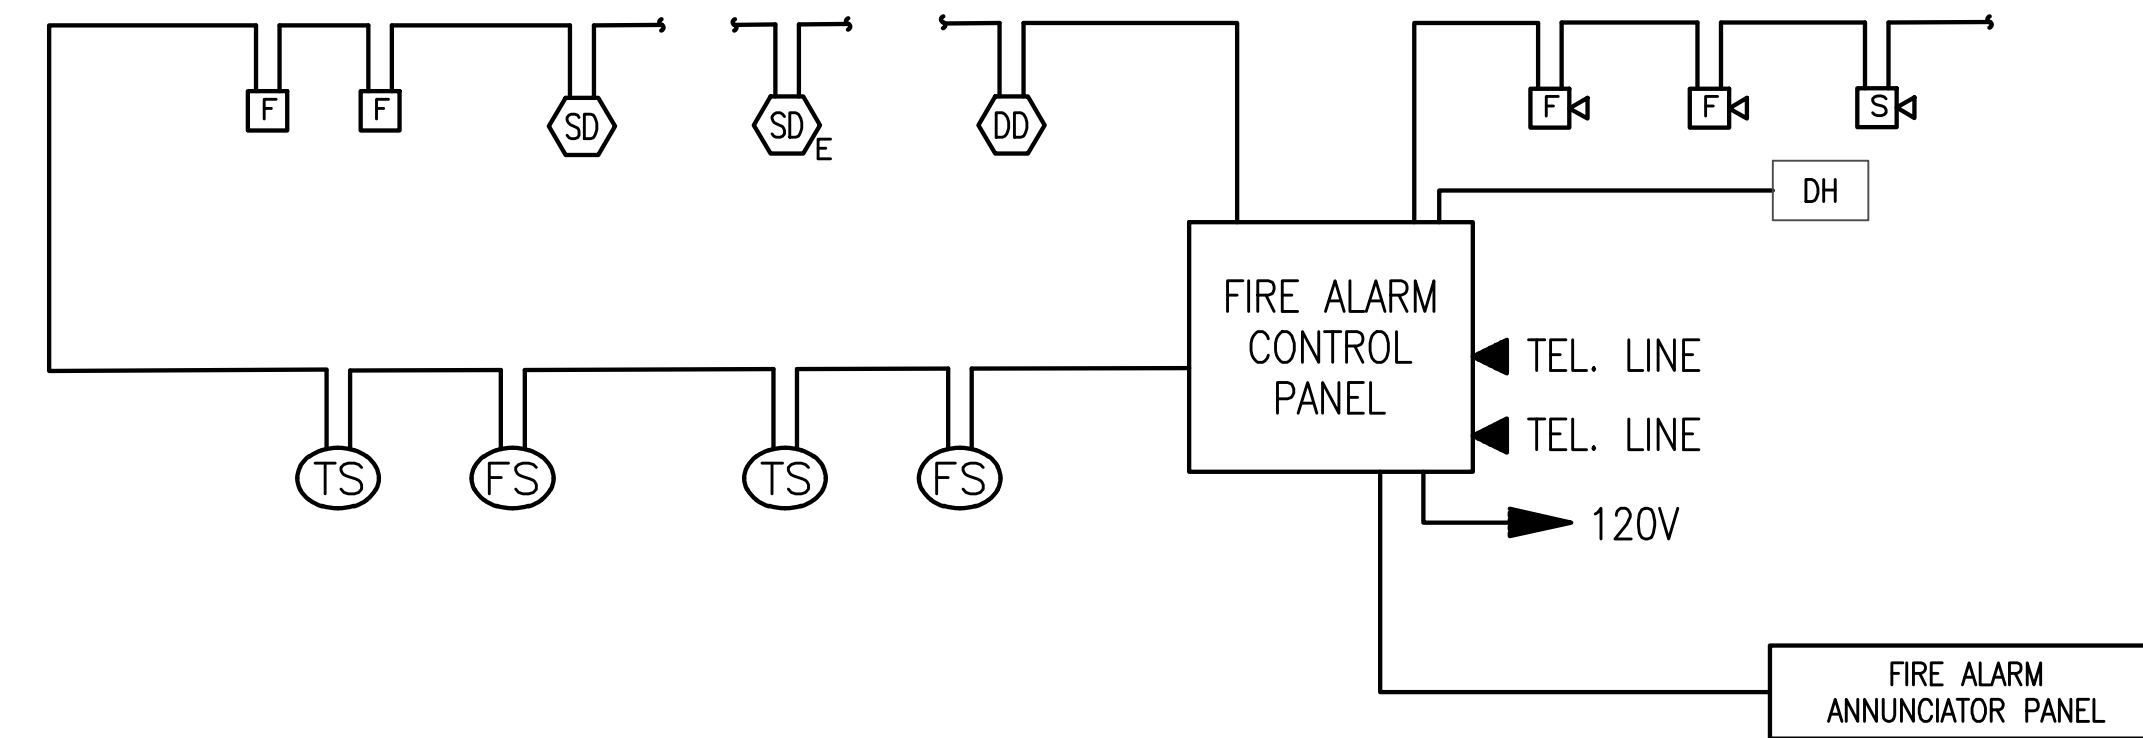 F F SD SD E DD F F S
DH
FIRE ALARM
CONTROL
PANEL
TEL. LINE
TEL. LINE
TS FS TS FS
120V
FIRE ALARM
ANNUNCIATOR PANEL